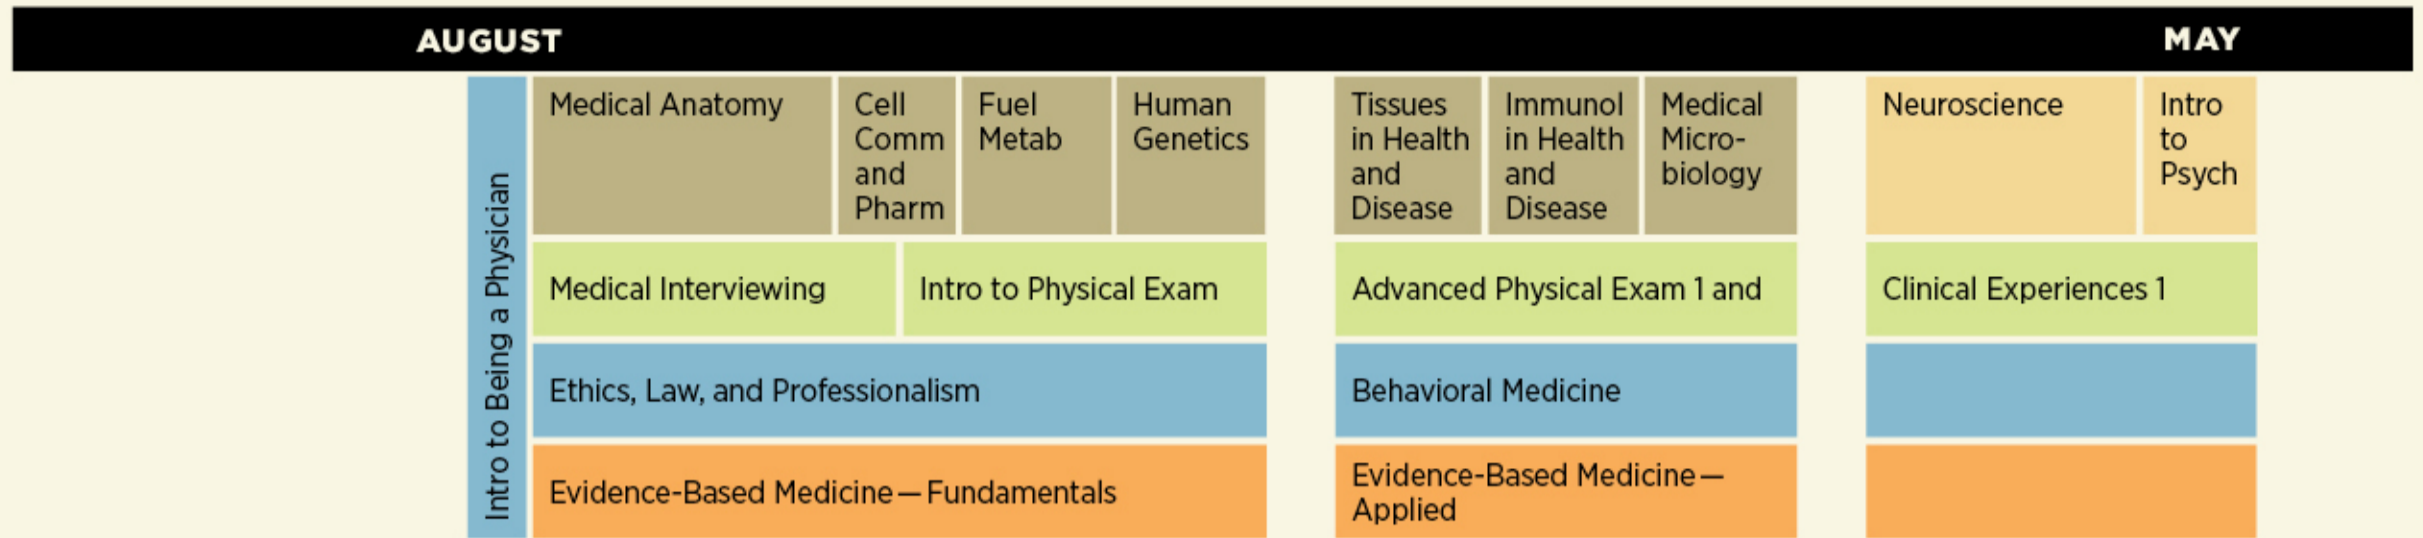 AUGUST MAY
Intro to Being a Physician
Medical Anatomy
Cell
Comm
and
Pharm
Fuel
Metab
Human
Genetics
Tissues
in Health
and
Disease
Immunol
in Health
and
Disease
Medical
Micro-
biology
Neuroscience
Intro
to
Psych
Medical Interviewing
Intro to Physical Exam
Advanced Physical Exam 1 and
Clinical Experiences 1
Ethics, Law, and Professionalism
Behavioral Medicine
Evidence-Based Medicine—Fundamentals
Evidence-Based Medicine—
Applied